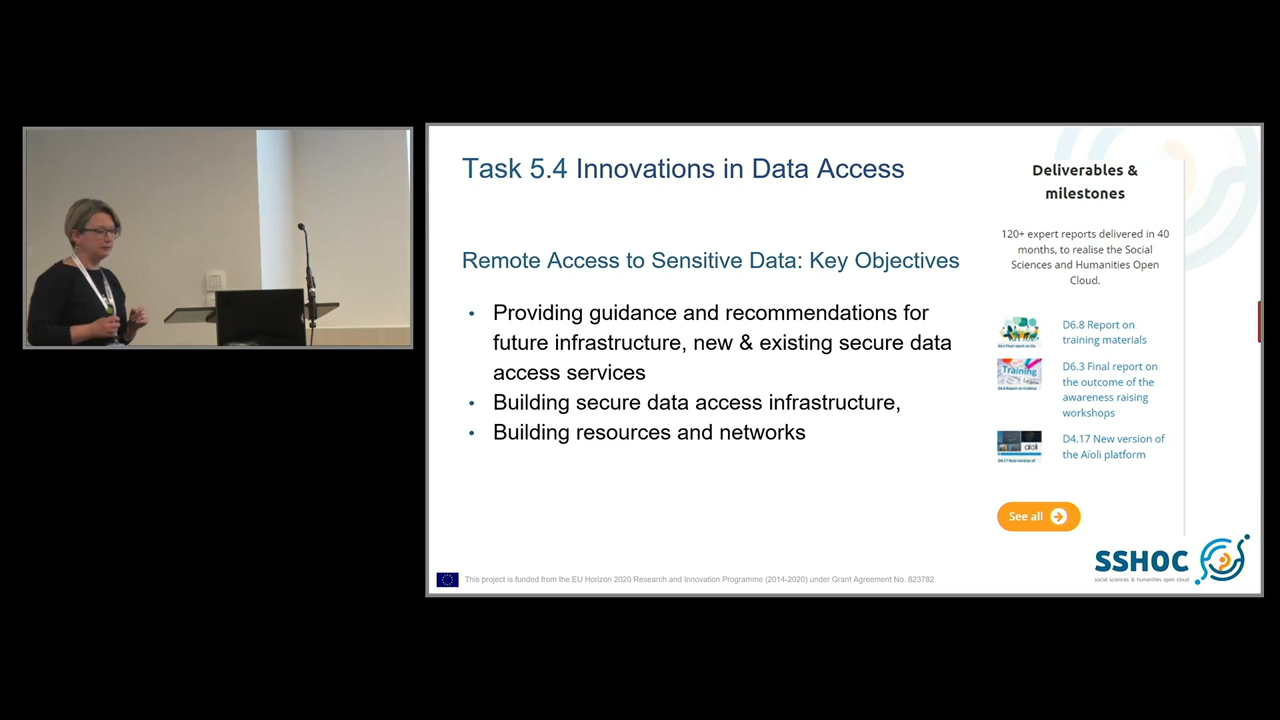 Task 5.4 Innovations in Data Access
Remote Access to Sensitive Data: Key Objectives
• Providing guidance and recommendations for
future infrastructure, new & existing secure data
access services
• Building secure data access infrastructure,
• Building resources and networks
Deliverables &
milestones
120+ expert reports delivered in 40
months, to realise the Social
Sciences and Humanities Open
Cloud.
D6.8 Report on
training materials
Training
D6.3 Final report on
the outcome of the
awareness raising
workshops
aioli
D4.17 New version of
the Aïoli platform
See all
SSHOC
social sciences & humanities open cloud
This project is funded from the EU Horizon 2020 Research and Innovation Programme (2014-2020) under Grant Agreement No. 823782